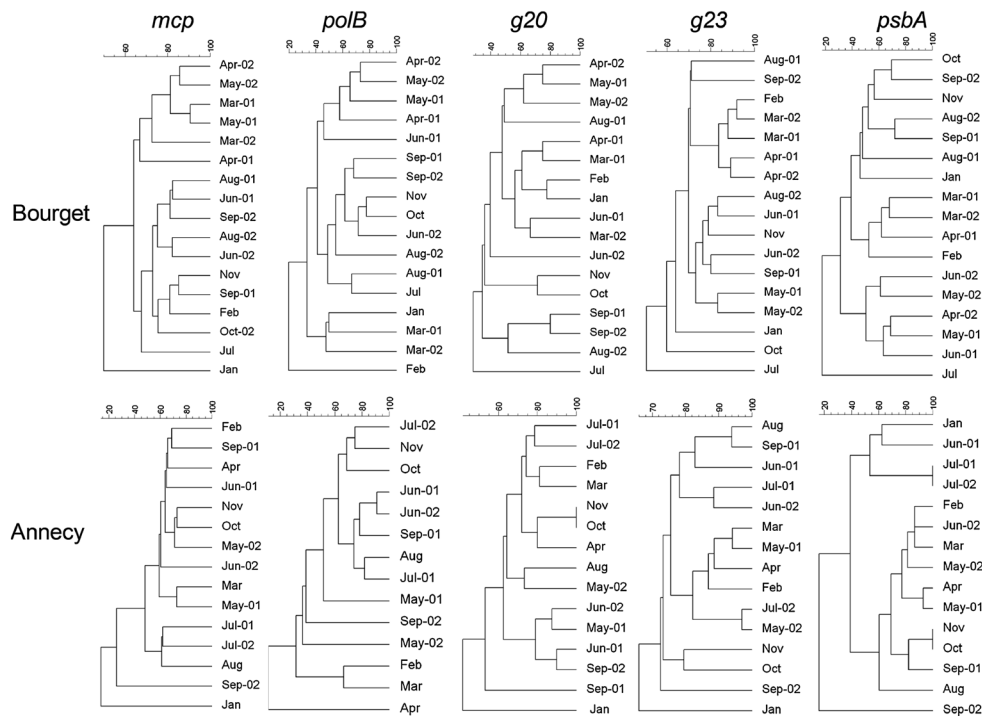 mcp polB g20 g23 psbA
60 80 100
20 40 60 80 100
40 60 80 100
60 70 80 90 100
20 40 60 80 100
Bourget
Apr-02
May-02
Mar-01
May-01
Mar-02
Apr-01
Aug-01
Jun-01
Sep-02
Aug-02
Jun-02
Nov
Sep-01
Feb
Oct-02
Jul
Jan
Apr-02
May-02
May-01
Apr-01
Jun-01
Sep-01
Sep-02
Nov
Oct
Jun-02
Aug-02
Aug-01
Jul
Jan
Mar-01
Mar-02
Feb
Apr-02
May-01
May-02
Aug-01
Apr-01
Mar-01
Feb
Jan
Jun-01
Mar-02
Jun-02
Nov
Oct
Sep-01
Sep-02
Aug-02
Jul
Aug-01
Sep-02
Feb
Mar-02
Mar-01
Apr-01
Apr-02
Aug-02
Jun-01
Nov
Jun-02
Sep-01
May-01
May-02
Jan
Oct
Jul
Oct
Sep-02
Nov
Aug-02
Sep-01
Aug-01
Jan
Mar-01
Mar-02
Apr-01
Feb
Jun-02
May-02
Apr-02
May-01
Jun-01
Jul
Annecy
20 40 60 80 100
20 40 60 80 100
60 80 100
70 80 90 100
20 40 60 80 100
Feb
Sep-01
Apr
Jun-01
Nov
Oct
May-02
Jun-02
Mar
May-01
Jul-01
Jul-02
Aug
Sep-02
Jan
Jul-02
Nov
Oct
Jun-01
Jun-02
Sep-01
Aug
Jul-01
May-01
Sep-02
May-02
Feb
Mar
Apr
Jul-01
Jul-02
Feb
Mar
Nov
Oct
Apr
Aug
May-02
Jun-02
May-01
Jun-01
Sep-02
Sep-01
Jan
Aug
Sep-01
Jun-01
Jul-01
Jun-02
Mar
May-01
Apr
Feb
Jul-02
May-02
Nov
Oct
Sep-02
Jan
Jan
Jun-01
Jul-01
Jul-02
Feb
Jun-02
Mar
May-02
Apr
May-01
Nov
Oct
Sep-01
Aug
Sep-02